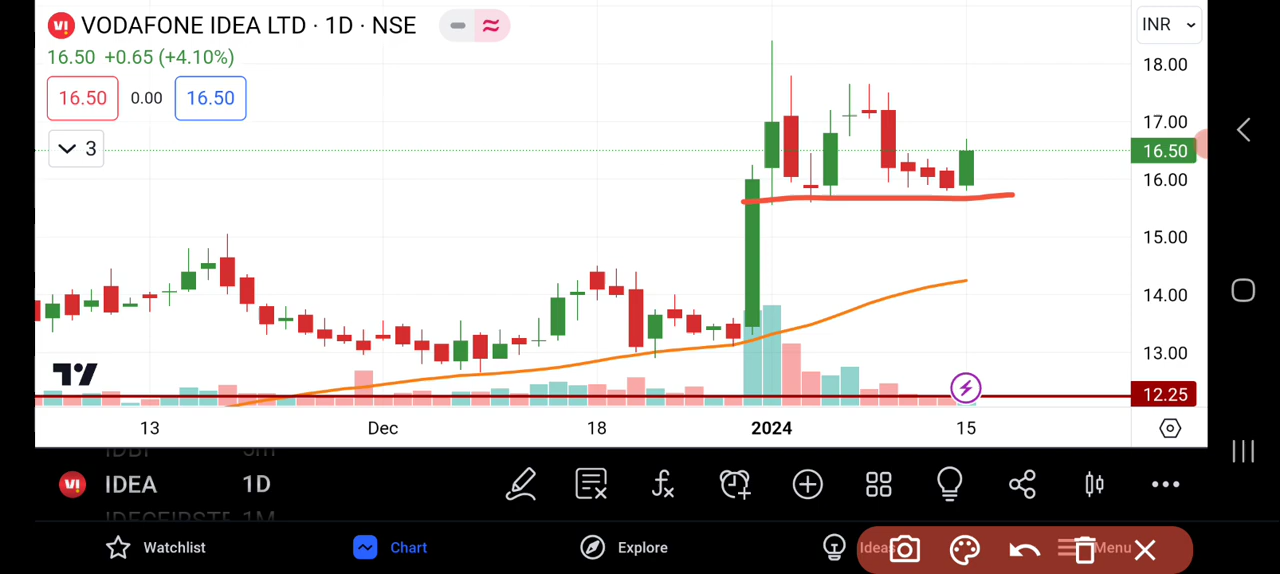 VODAFONE IDEA LTD · 1D · NSE
INR
16.50 +0.65 (+4.10%)
16.50 0.00 16.50
3
18.00
17.00
16.50
16.00
15.00
14.00
13.00
12.25
13 Dec 18 2024 15
IDBI 5m
IDEA 1D
IDFCFIRSTB 1M
Watchlist Chart Explore Ideas Menu